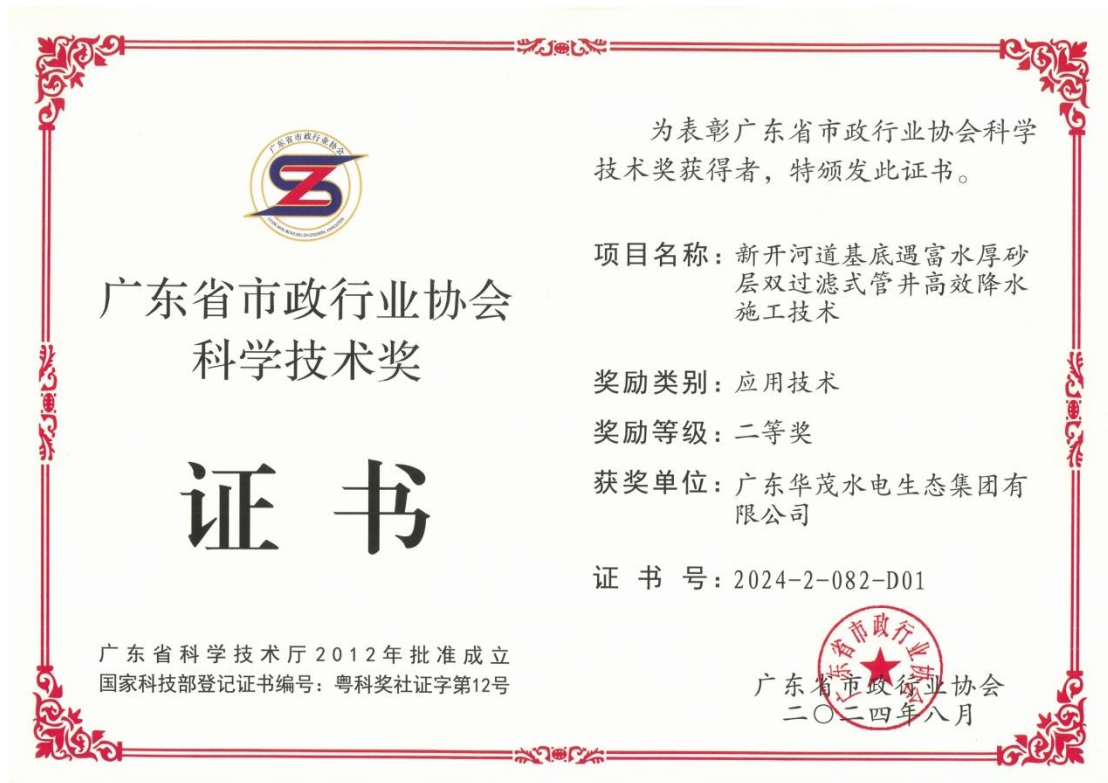 广东省市政行业协会
SZ
广东省市政行业协会
科学技术奖
证书
广东省科学技术厅2012年批准成立
国家科技部登记证书编号：粤科奖社证字第12号
为表彰广东省市政行业协会科学
技术奖获得者，特颁发此证书。
项目名称：新开河道基底遇富水厚砂
层双过滤式管井高效降水
施工技术
奖励类别：应用技术
奖励等级：二等奖
获奖单位：广东华茂水电生态集团有
限公司
证书号：2024-2-082-D01
广东省市政行业协会
广东省市政行业协会
二〇二四年八月